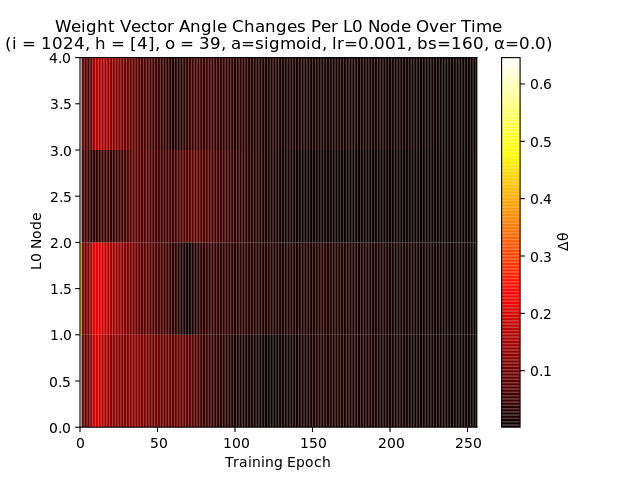 Weight Vector Angle Changes Per L0 Node Over Time
(i = 1024, h = [4], o = 39, a=sigmoid, lr=0.001, bs=160, α=0.0)
4.0
3.5
3.0
2.5
2.0
1.5
1.0
0.5
0.0
L0 Node
0 50 100 150 200 250
Training Epoch
0.6
0.5
0.4
0.3
0.2
0.1
Δθ